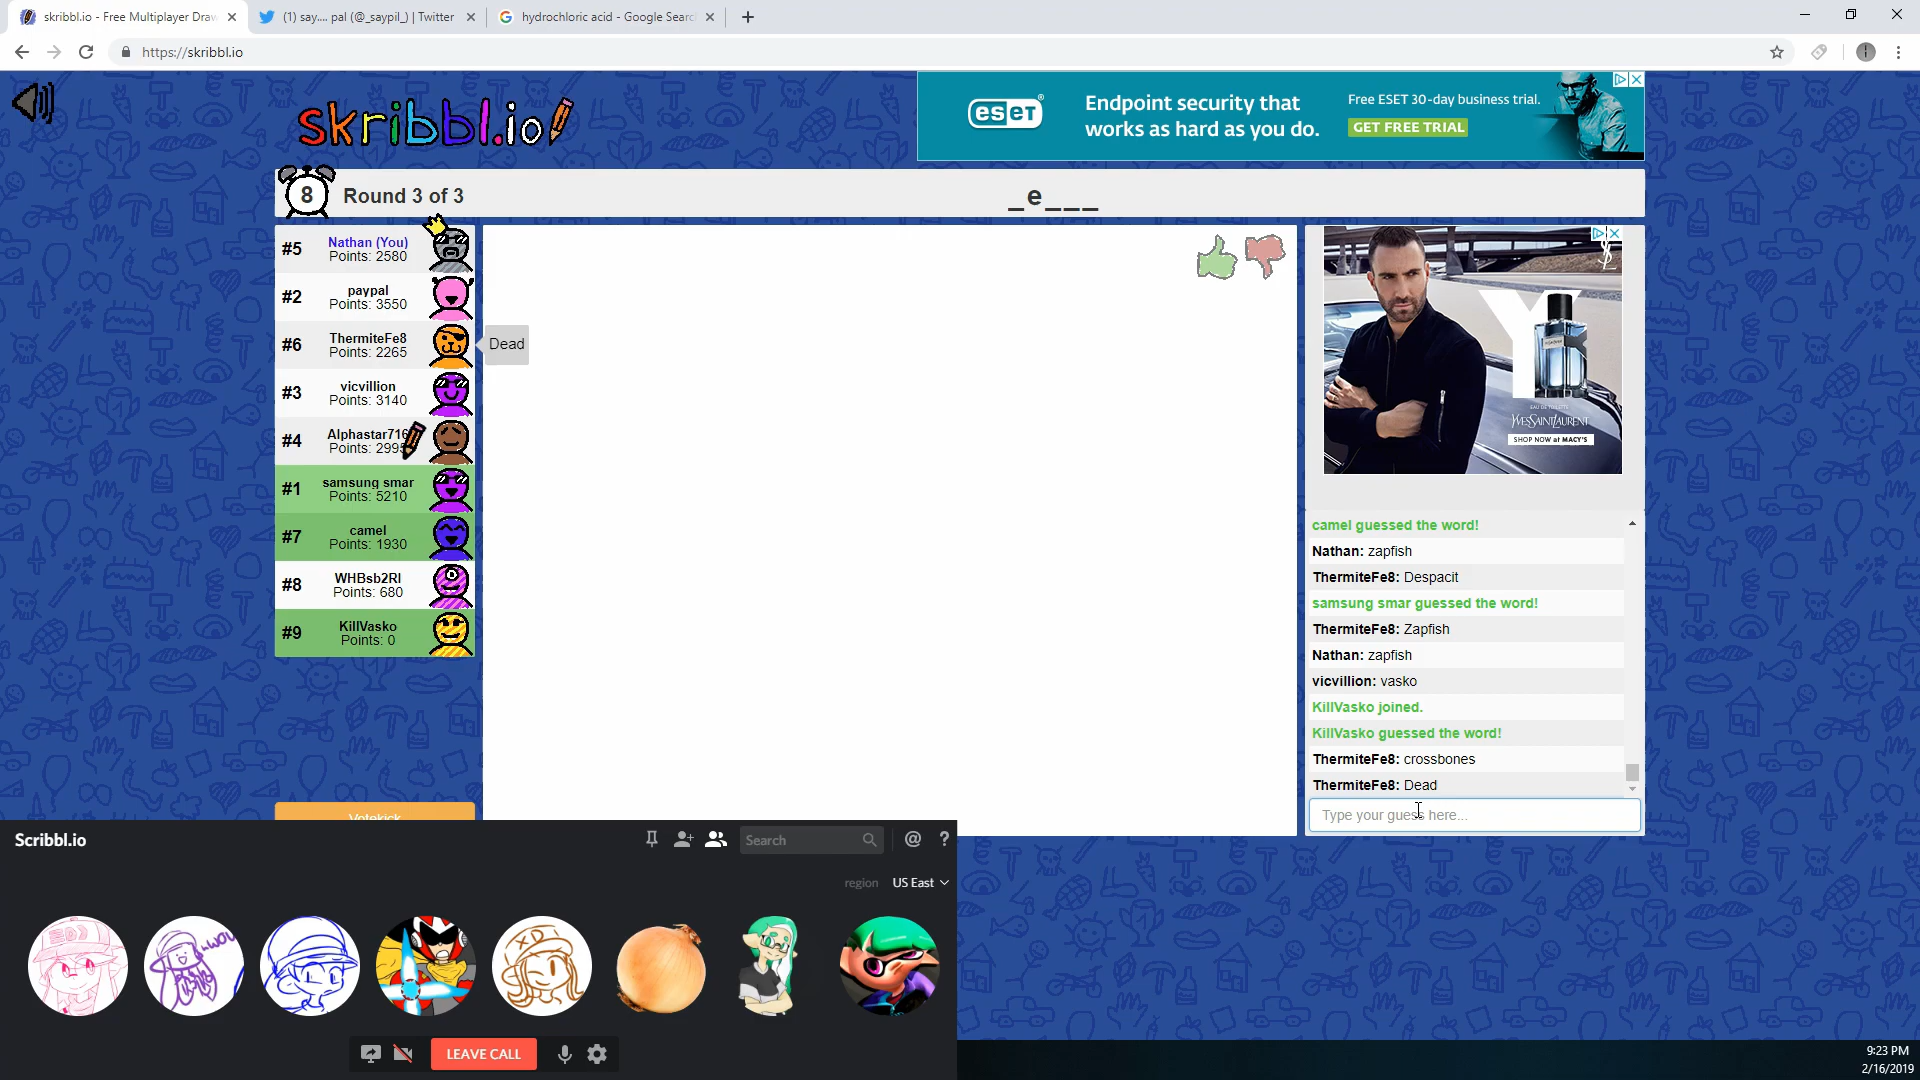 skribbl.io - Free Multiplayer Draw
(1) say.... pal (@_saypil_) | Twitter
hydrochloric acid - Google Searc
https://skribbl.io
skribbl.io
eseT
Endpoint security that
works as hard as you do.
Free ESET 30-day business trial.
GET FREE TRIAL
8
Round 3 of 3
_e___
#5
Nathan (You)
Points: 2580
#2
paypal
Points: 3550
#6
ThermiteFe8
Points: 2265
Dead
#3
vicvillion
Points: 3140
#4
Alphastar716
Points: 2995
#1
samsung smar
Points: 5210
#7
camel
Points: 1930
#8
WHBsb2RI
Points: 680
#9
KillVasko
Points: 0
Votekick
Y
EAU DE TOILETTE
YVESSAINTLAURENT
SHOP NOW at MACY'S
camel guessed the word!
Nathan: zapfish
ThermiteFe8: Despacit
samsung smar guessed the word!
ThermiteFe8: Zapfish
Nathan: zapfish
vicvillion: vasko
KillVasko joined.
KillVasko guessed the word!
ThermiteFe8: crossbones
ThermiteFe8: Dead
Type your guess here...
Scribbl.io
Search
@
?
region
US East
XD
LEAVE CALL
9:23 PM
2/16/2019